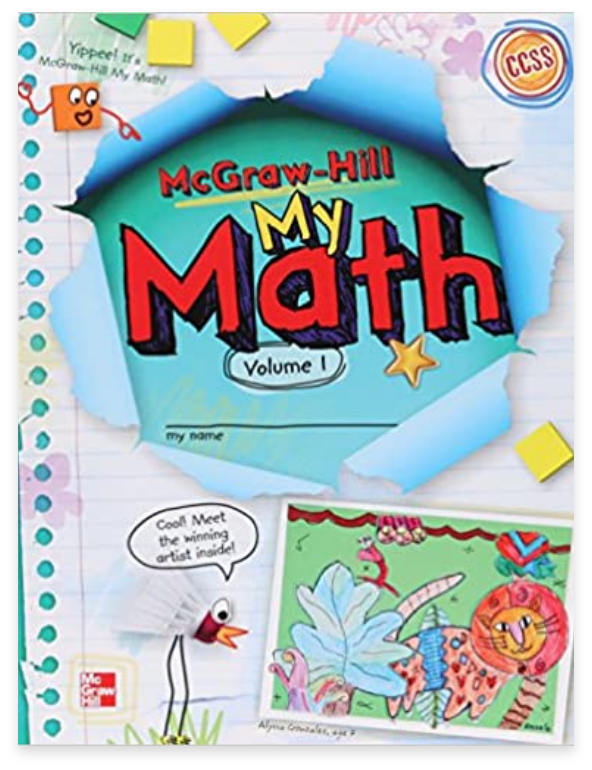 Yippee! It's
McGraw-Hill My Math!
CCSS
McGraw-Hill
My
Math
Volume 1
my name
Cool! Meet
the winning
artist inside!
Mc
Graw
Hill
Alyssa Gonzalez, age 7